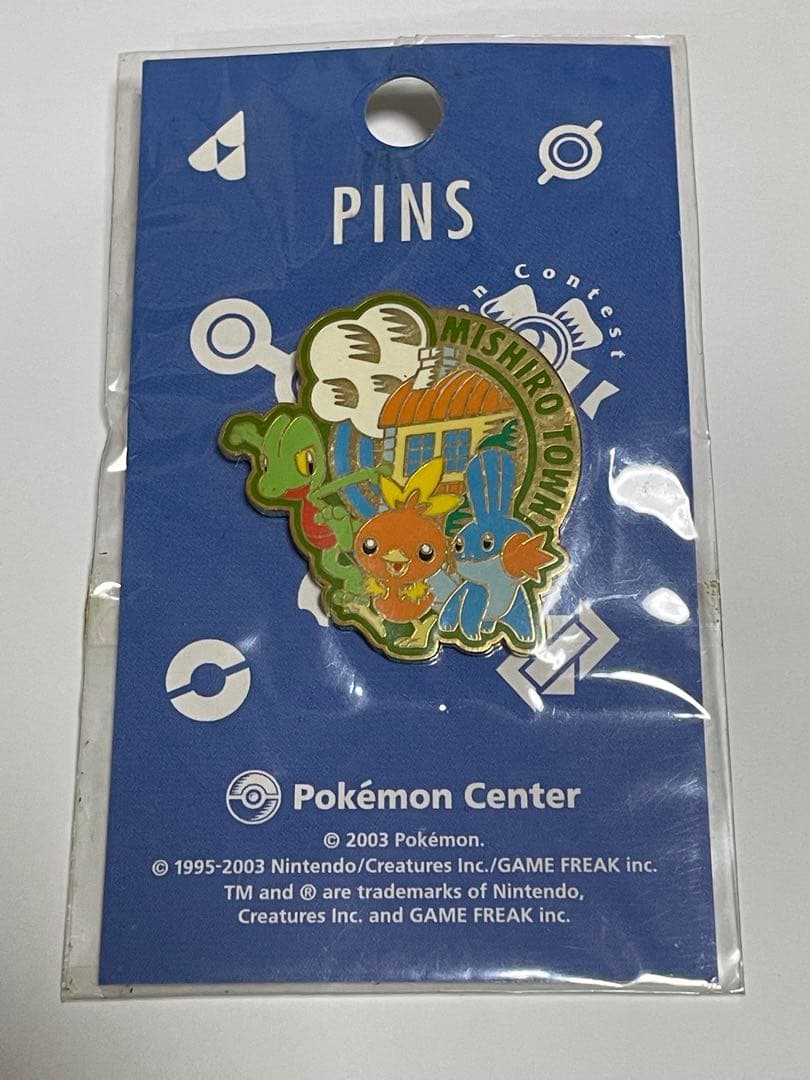 PINS
Contest
MISHIRO TOWN
Pokémon Center
© 2003 Pokémon.
© 1995-2003 Nintendo/Creatures Inc./GAME FREAK inc.
TM and ® are trademarks of Nintendo,
Creatures Inc. and GAME FREAK inc.